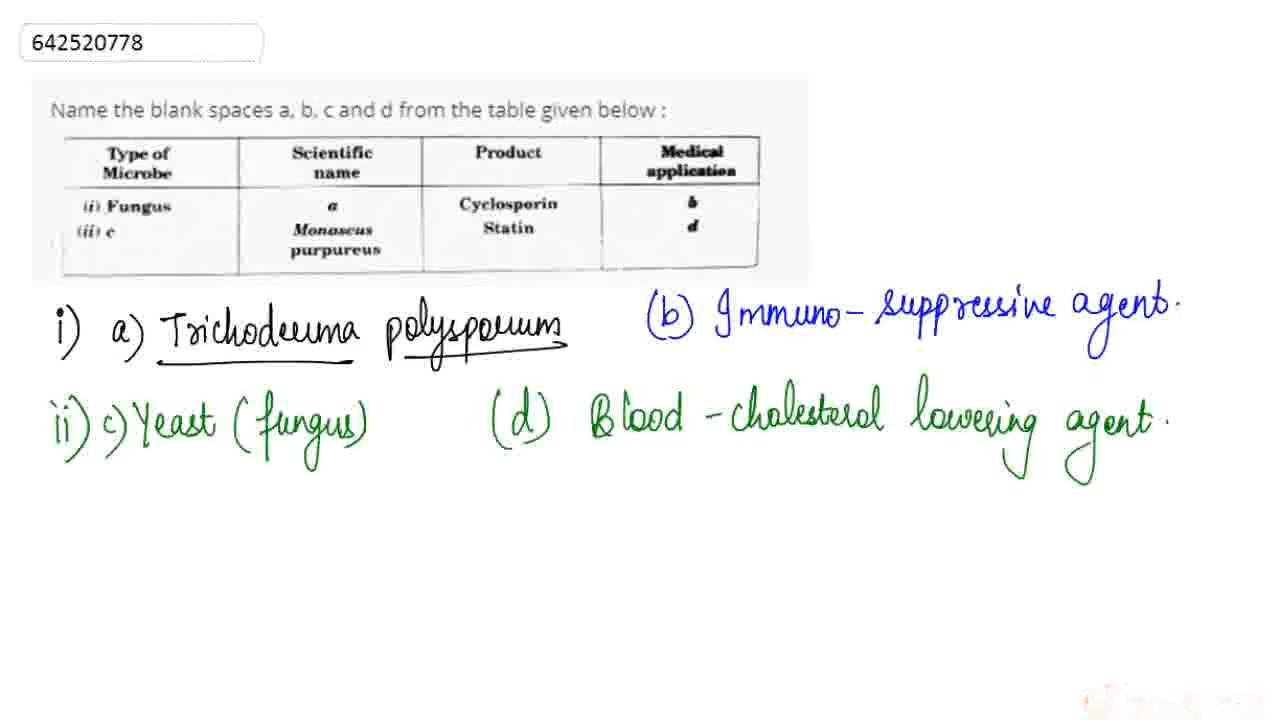 642520778
Name the blank spaces a, b, c and d from the table given below :
Type of Microbe Scientific name Product Medical application
(i) Fungus a Cyclosporin b
(ii) c Monascus purpureus Statin d
i) a) Trichoderma polysporum (b) Immuno-suppressive agent.
ii) c) Yeast (fungus) (d) Blood-cholesterol lowering agent.